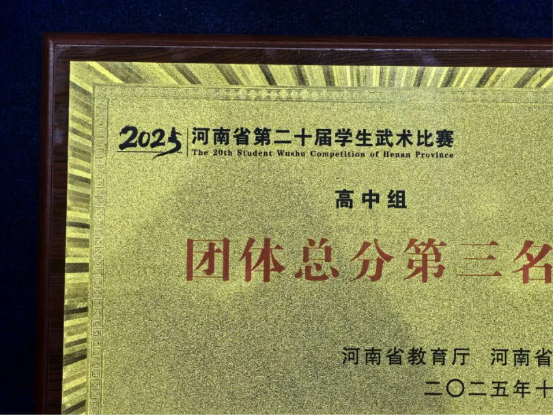 2025 河南省第二十届学生武术比赛
The 20th Student Wushu Competition of Henan Province
高中组
团体总分第三名
河南省教育厅 河南省
二〇二五年十